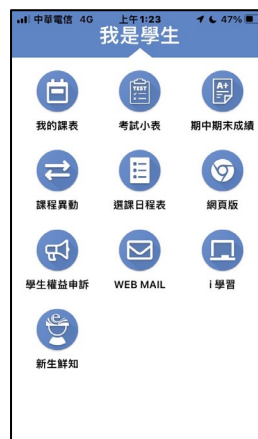 中華電信 4G 上午1:23 47%
我是學生
我的課表 考試小表 期中期末成績
TEST A+
課程異動 選課日程表 網頁版
學生權益申訴 WEB MAIL i 學習
e
新生鮮知